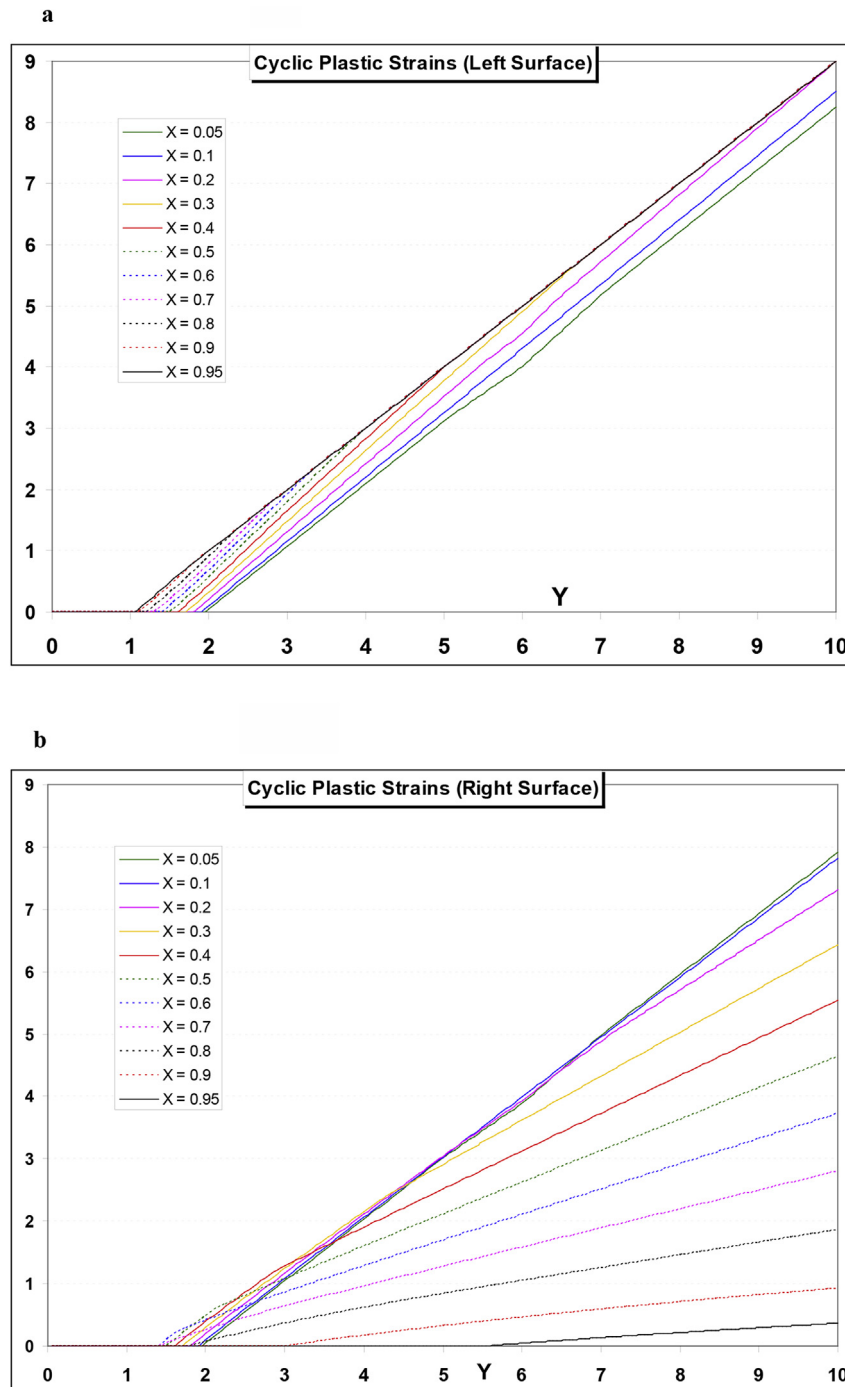 a
Cyclic Plastic Strains (Left Surface)
9
8
7
6
5
4
3
2
1
0
X = 0.05
X = 0.1
X = 0.2
X = 0.3
X = 0.4
X = 0.5
X = 0.6
X = 0.7
X = 0.8
X = 0.9
X = 0.95
Y
0 1 2 3 4 5 6 7 8 9 10
b
Cyclic Plastic Strains (Right Surface)
9
8
7
6
5
4
3
2
1
0
X = 0.05
X = 0.1
X = 0.2
X = 0.3
X = 0.4
X = 0.5
X = 0.6
X = 0.7
X = 0.8
X = 0.9
X = 0.95
0 1 2 3 4 5 Y 6 7 8 9 10